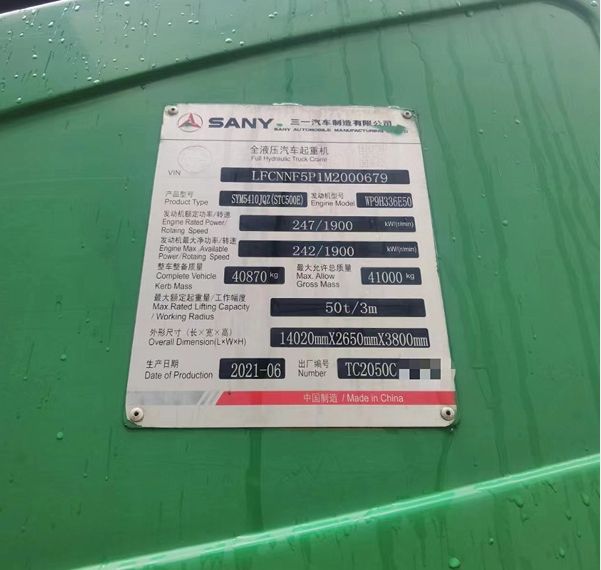 SANY 三一汽车制造有限公司
SANY AUTOMOBILE MANUFACTURING
全液压汽车起重机
Full Hydraulic Truck Crane
VIN LFCNNF5P1M2000679
产品型号 发动机型号
Product Type SYM5410JQZ(STC500E) Engine Model WP9H336E50
发动机额定功率/转速
Engine Rated Power/ 247/1900 kW/(r/min)
Rotaing Speed
发动机最大净功率/转速
Engine Max. Available 242/1900 kW/(r/min)
Power/Rotaing Speed
整车整备质量 最大允许总质量
Complete Vehicle 40870 kg Max. Allow 41000 kg
Kerb Mass Gross Mass
最大额定起重量/工作幅度
Max.Rated Lifting Capacity 50t/3m
/ Working Radius
外形尺寸（长×宽×高）
Overall Dimension(L×W×H) 14020mmX2650mmX3800mm
生产日期 出厂编号
Date of Production 2021-06 Number TC2050C
中国制造 / Made in China